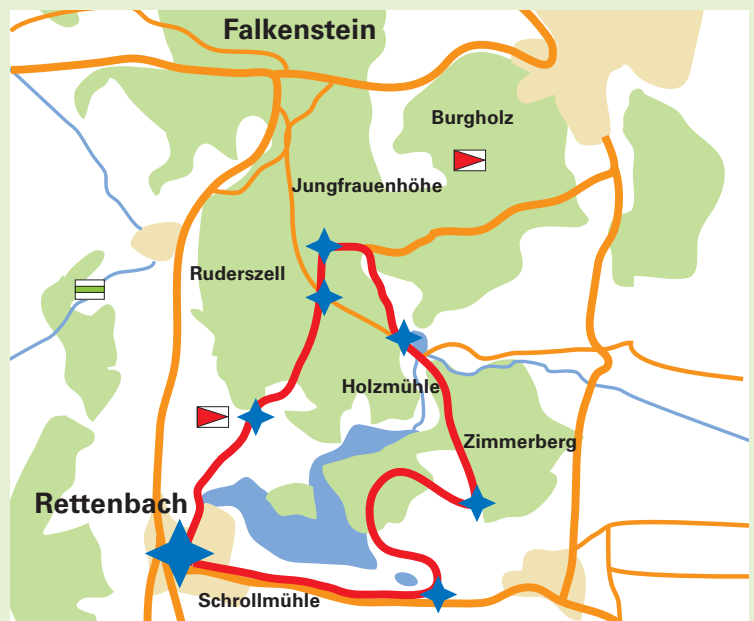 Falkenstein
Burgholz
Jungfrauenhöhe
Ruderszell
Holzmühle
Zimmerberg
Rettenbach
Schrollmühle